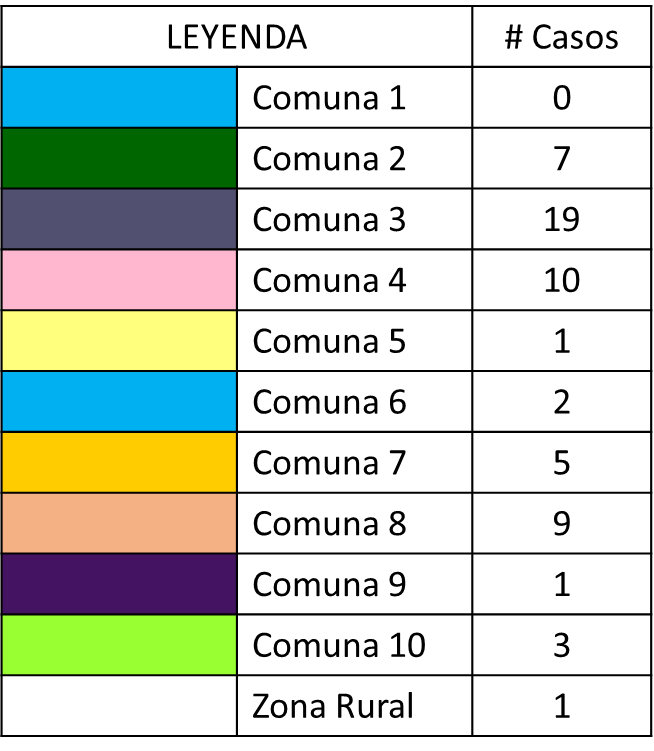 LEYENDA # Casos
Comuna 1 0
Comuna 2 7
Comuna 3 19
Comuna 4 10
Comuna 5 1
Comuna 6 2
Comuna 7 5
Comuna 8 9
Comuna 9 1
Comuna 10 3
Zona Rural 1